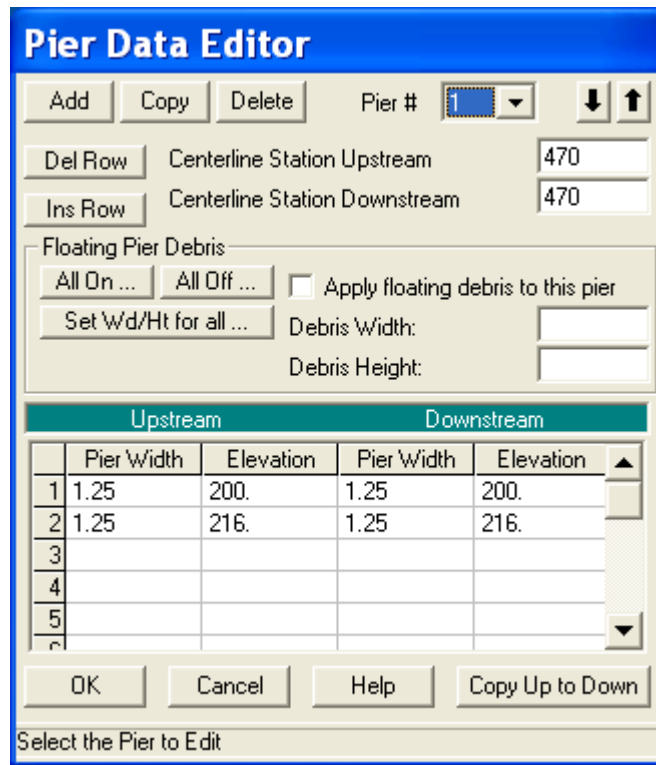 Pier Data Editor
Add Copy Delete Pier # 1
Del Row Centerline Station Upstream 470
Ins Row Centerline Station Downstream 470
Floating Pier Debris
All On ... All Off ... Apply floating debris to this pier
Set Wd/Ht for all ... Debris Width:
Debris Height:
Upstream Downstream
Pier Width Elevation Pier Width Elevation
1 1.25 200. 1.25 200.
2 1.25 216. 1.25 216.
3
4
5
OK Cancel Help Copy Up to Down
Select the Pier to Edit